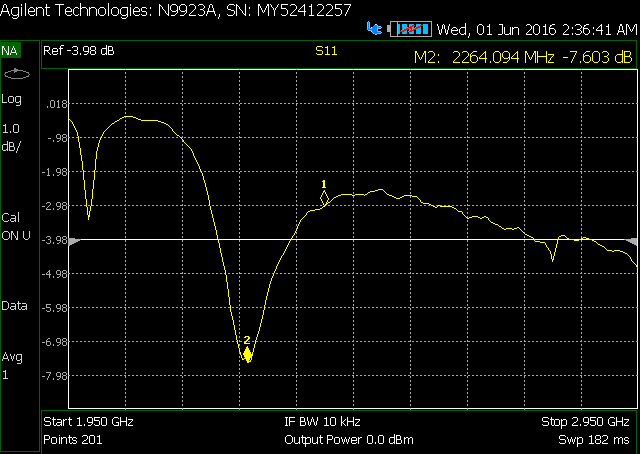 Agilent Technologies: N9923A, SN: MY52412257
Wed, 01 Jun 2016 2:36:41 AM
NA
Ref -3.98 dB
S11
M2: 2264.094 MHz -7.603 dB
Log
1.0
dB/
Cal
ON U
Data
Avg
1
.018
-.98
-1.98
-2.98
-3.98
-4.98
-5.98
-6.98
-7.98
1
2
Start 1.950 GHz
IF BW 10 kHz
Stop 2.950 GHz
Points 201
Output Power 0.0 dBm
Swp 182 ms